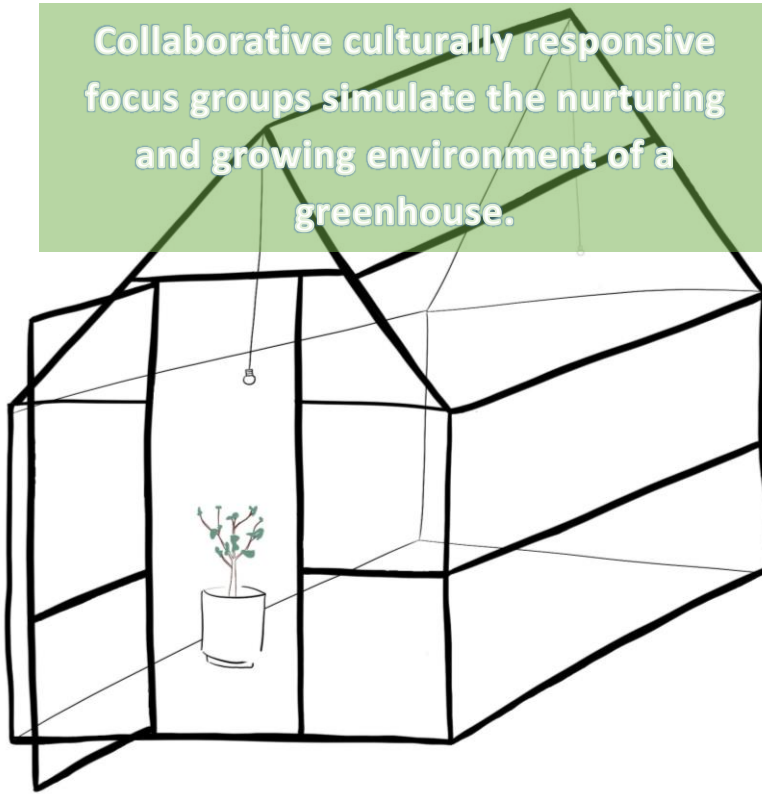 Collaborative culturally responsive
focus groups simulate the nurturing
and growing environment of a
greenhouse.